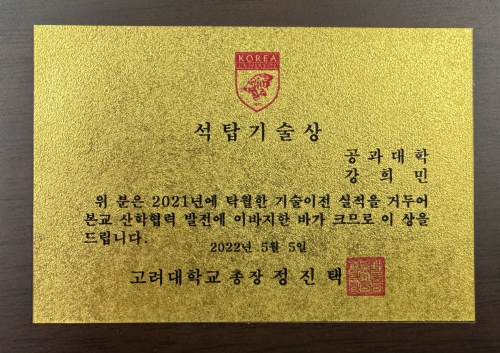 KOREA
석탑기술상
공과대학
강희민
위 분은 2021년에 탁월한 기술이전 실적을 거두어
본교 산학협력 발전에 이바지한 바가 크므로 이 상을
드립니다.
2022년 5월 5일
고려대학교총장 정진택